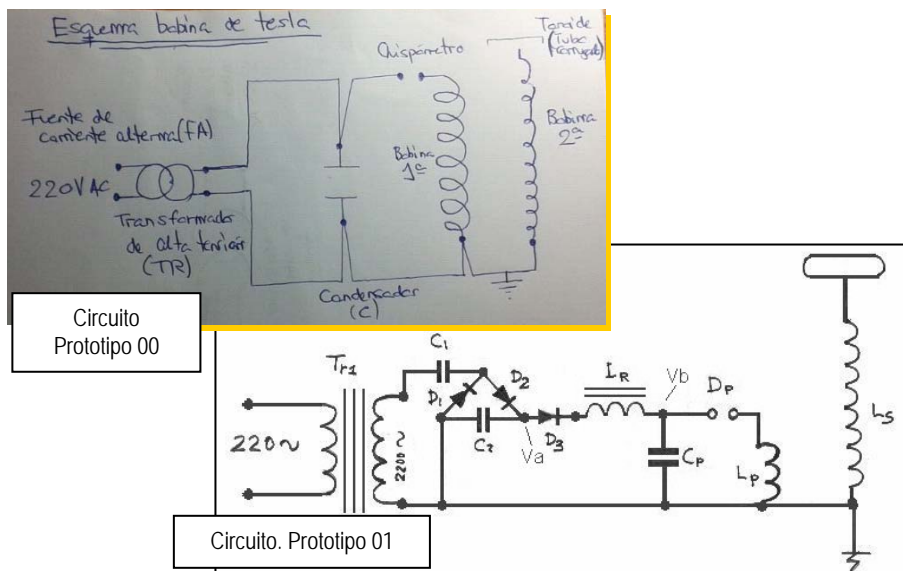 Esquema bobina de tesla
Toroide
(Tubo
Corrugado)
Chispómetro
Fuente de
corriente alterna (FA)
220V AC
Bobina
1ª
Bobina
2ª
Transformador
de alta tensión
(TR)
Condensador
(C)
Circuito
Prototipo 00
Tr1
C1
D1
D2
C2
Va
D3
LR
Vb
DP
CP
LP
LS
220~
2200~
Circuito. Prototipo 01